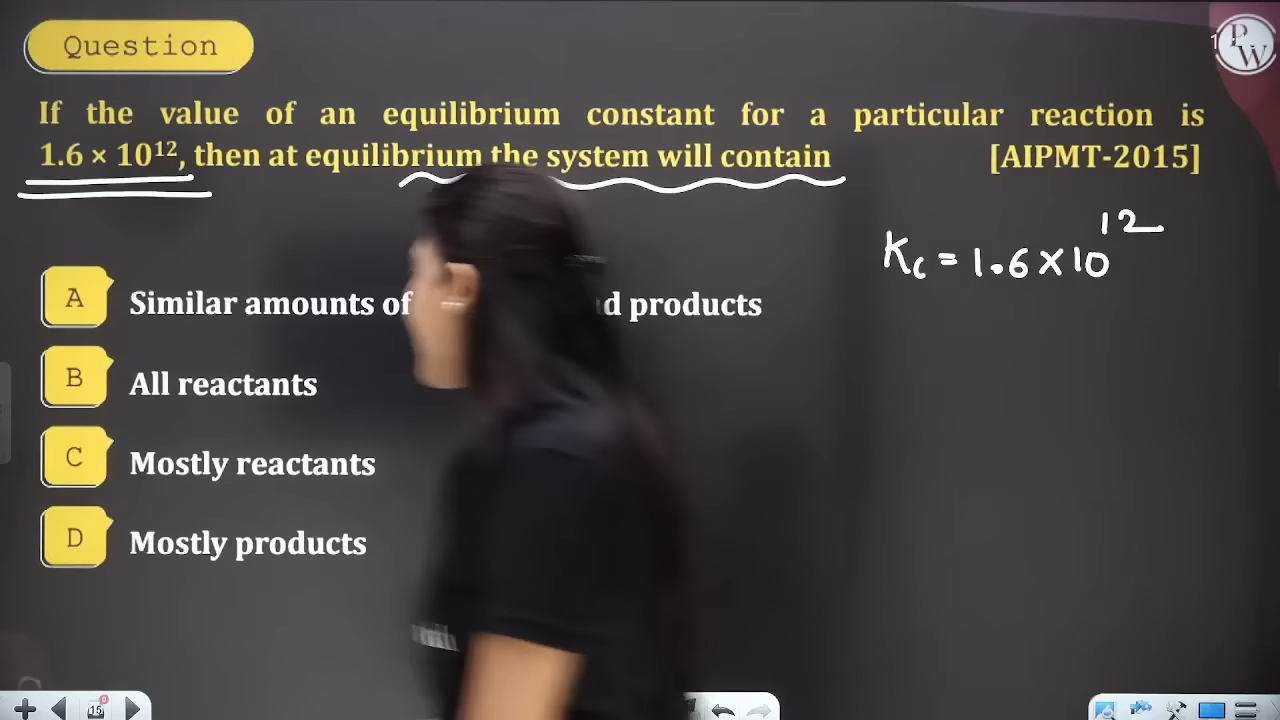 Question
PW
If the value of an equilibrium constant for a particular reaction is
1.6 × 10¹², then at equilibrium the system will contain [AIPMT-2015]
Kc = 1.6 × 10¹²
A Similar amounts of products
B All reactants
C Mostly reactants
D Mostly products
15